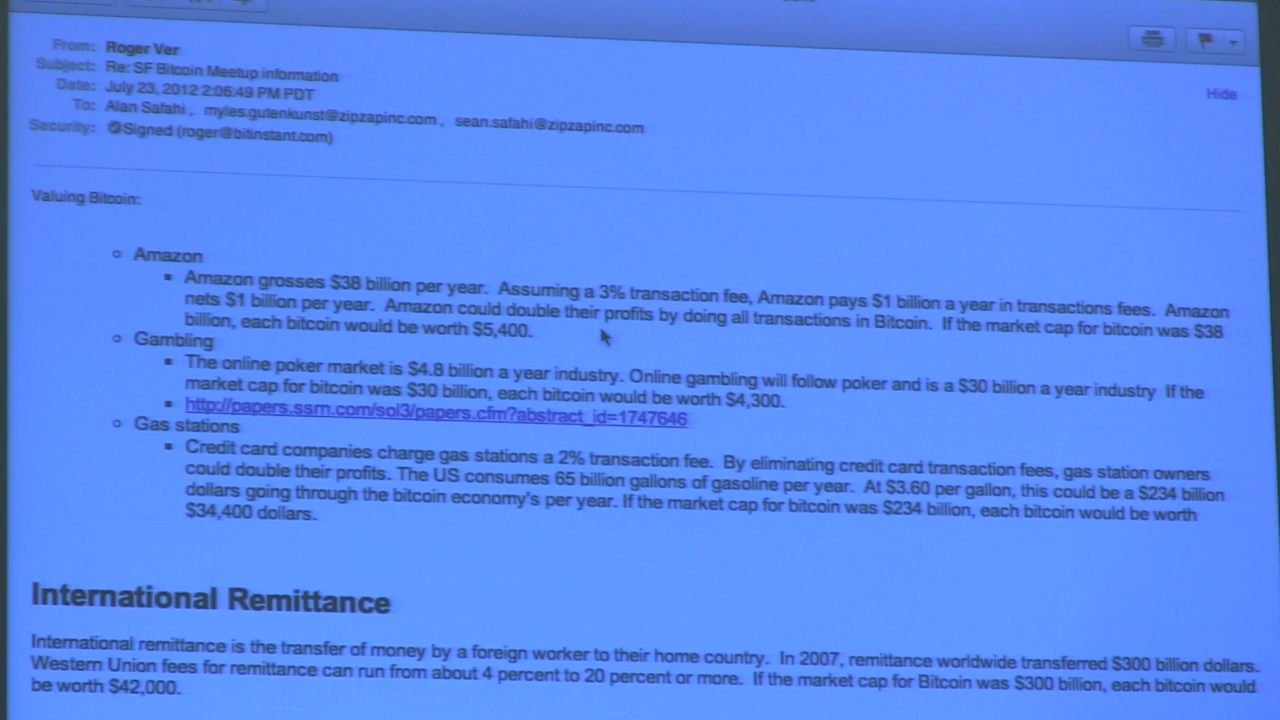 From: Roger Ver
Subject: Re: SF Bitcoin Meetup information
Date: July 23, 2012 2:06:49 PM PDT
To: Alan Safahi , myles.gutenkunst@zipzapinc.com , sean.safahi@zipzapinc.com
Security: Signed (roger@bitinstant.com)
Hide
Valuing Bitcoin:
Amazon
Amazon grosses $38 billion per year. Assuming a 3% transaction fee, Amazon pays $1 billion a year in transactions fees. Amazon
nets $1 billion per year. Amazon could double their profits by doing all transactions in Bitcoin. If the market cap for bitcoin was $38
billion, each bitcoin would be worth $5,400.
Gambling
The online poker market is $4.8 billion a year industry. Online gambling will follow poker and is a $30 billion a year industry If the
market cap for bitcoin was $30 billion, each bitcoin would be worth $4,300.
http://papers.ssrn.com/sol3/papers.cfm?abstract_id=1747646
Gas stations
Credit card companies charge gas stations a 2% transaction fee. By eliminating credit card transaction fees, gas station owners
could double their profits. The US consumes 65 billion gallons of gasoline per year. At $3.60 per gallon, this could be a $234 billion
dollars going through the bitcoin economy's per year. If the market cap for bitcoin was $234 billion, each bitcoin would be worth
$34,400 dollars.
International Remittance
International remittance is the transfer of money by a foreign worker to their home country. In 2007, remittance worldwide transferred $300 billion dollars.
Western Union fees for remittance can run from about 4 percent to 20 percent or more. If the market cap for Bitcoin was $300 billion, each bitcoin would
be worth $42,000.